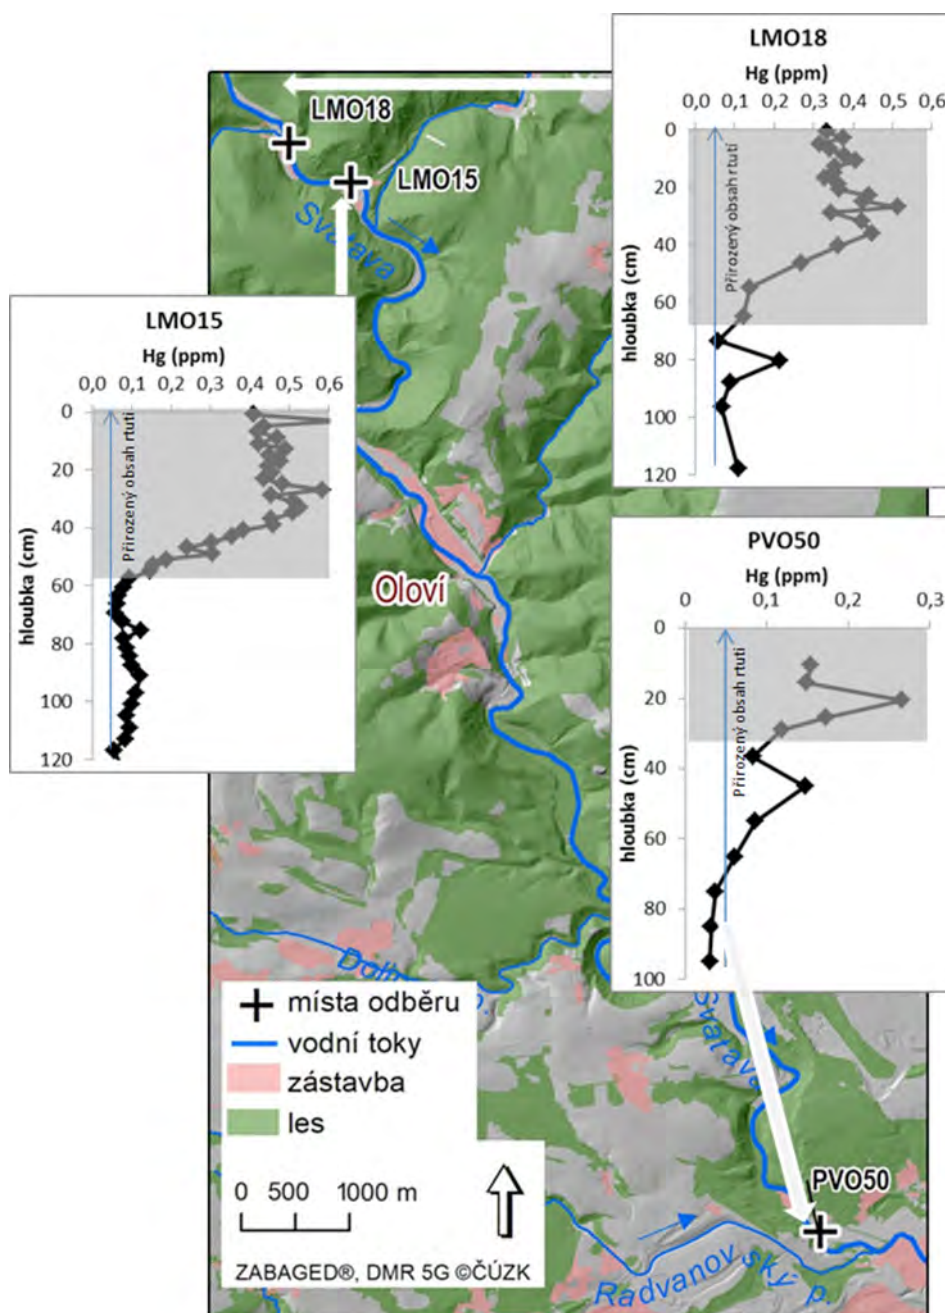 LMO18
Hg (ppm)
0,0 0,1 0,2 0,3 0,4 0,5 0,6
0
20
40
60
80
100
120
hloubka (cm)
Přirozený obsah rtuti
LMO18
LMO15
Svatava
LMO15
Hg (ppm)
0,0 0,1 0,2 0,3 0,4 0,5 0,6
0
20
40
60
80
100
120
hloubka (cm)
Přirozený obsah rtuti
Oloví
PVO50
Hg (ppm)
0 0,1 0,2 0,3
0
20
40
60
80
100
hloubka (cm)
Přirozený obsah rtuti
p.
Svatava
místa odběru
vodní toky
zástavba
les
0 500 1000 m
ZABAGED®, DMR 5G ©ČÚZK
PVO50
Radvanovský p.